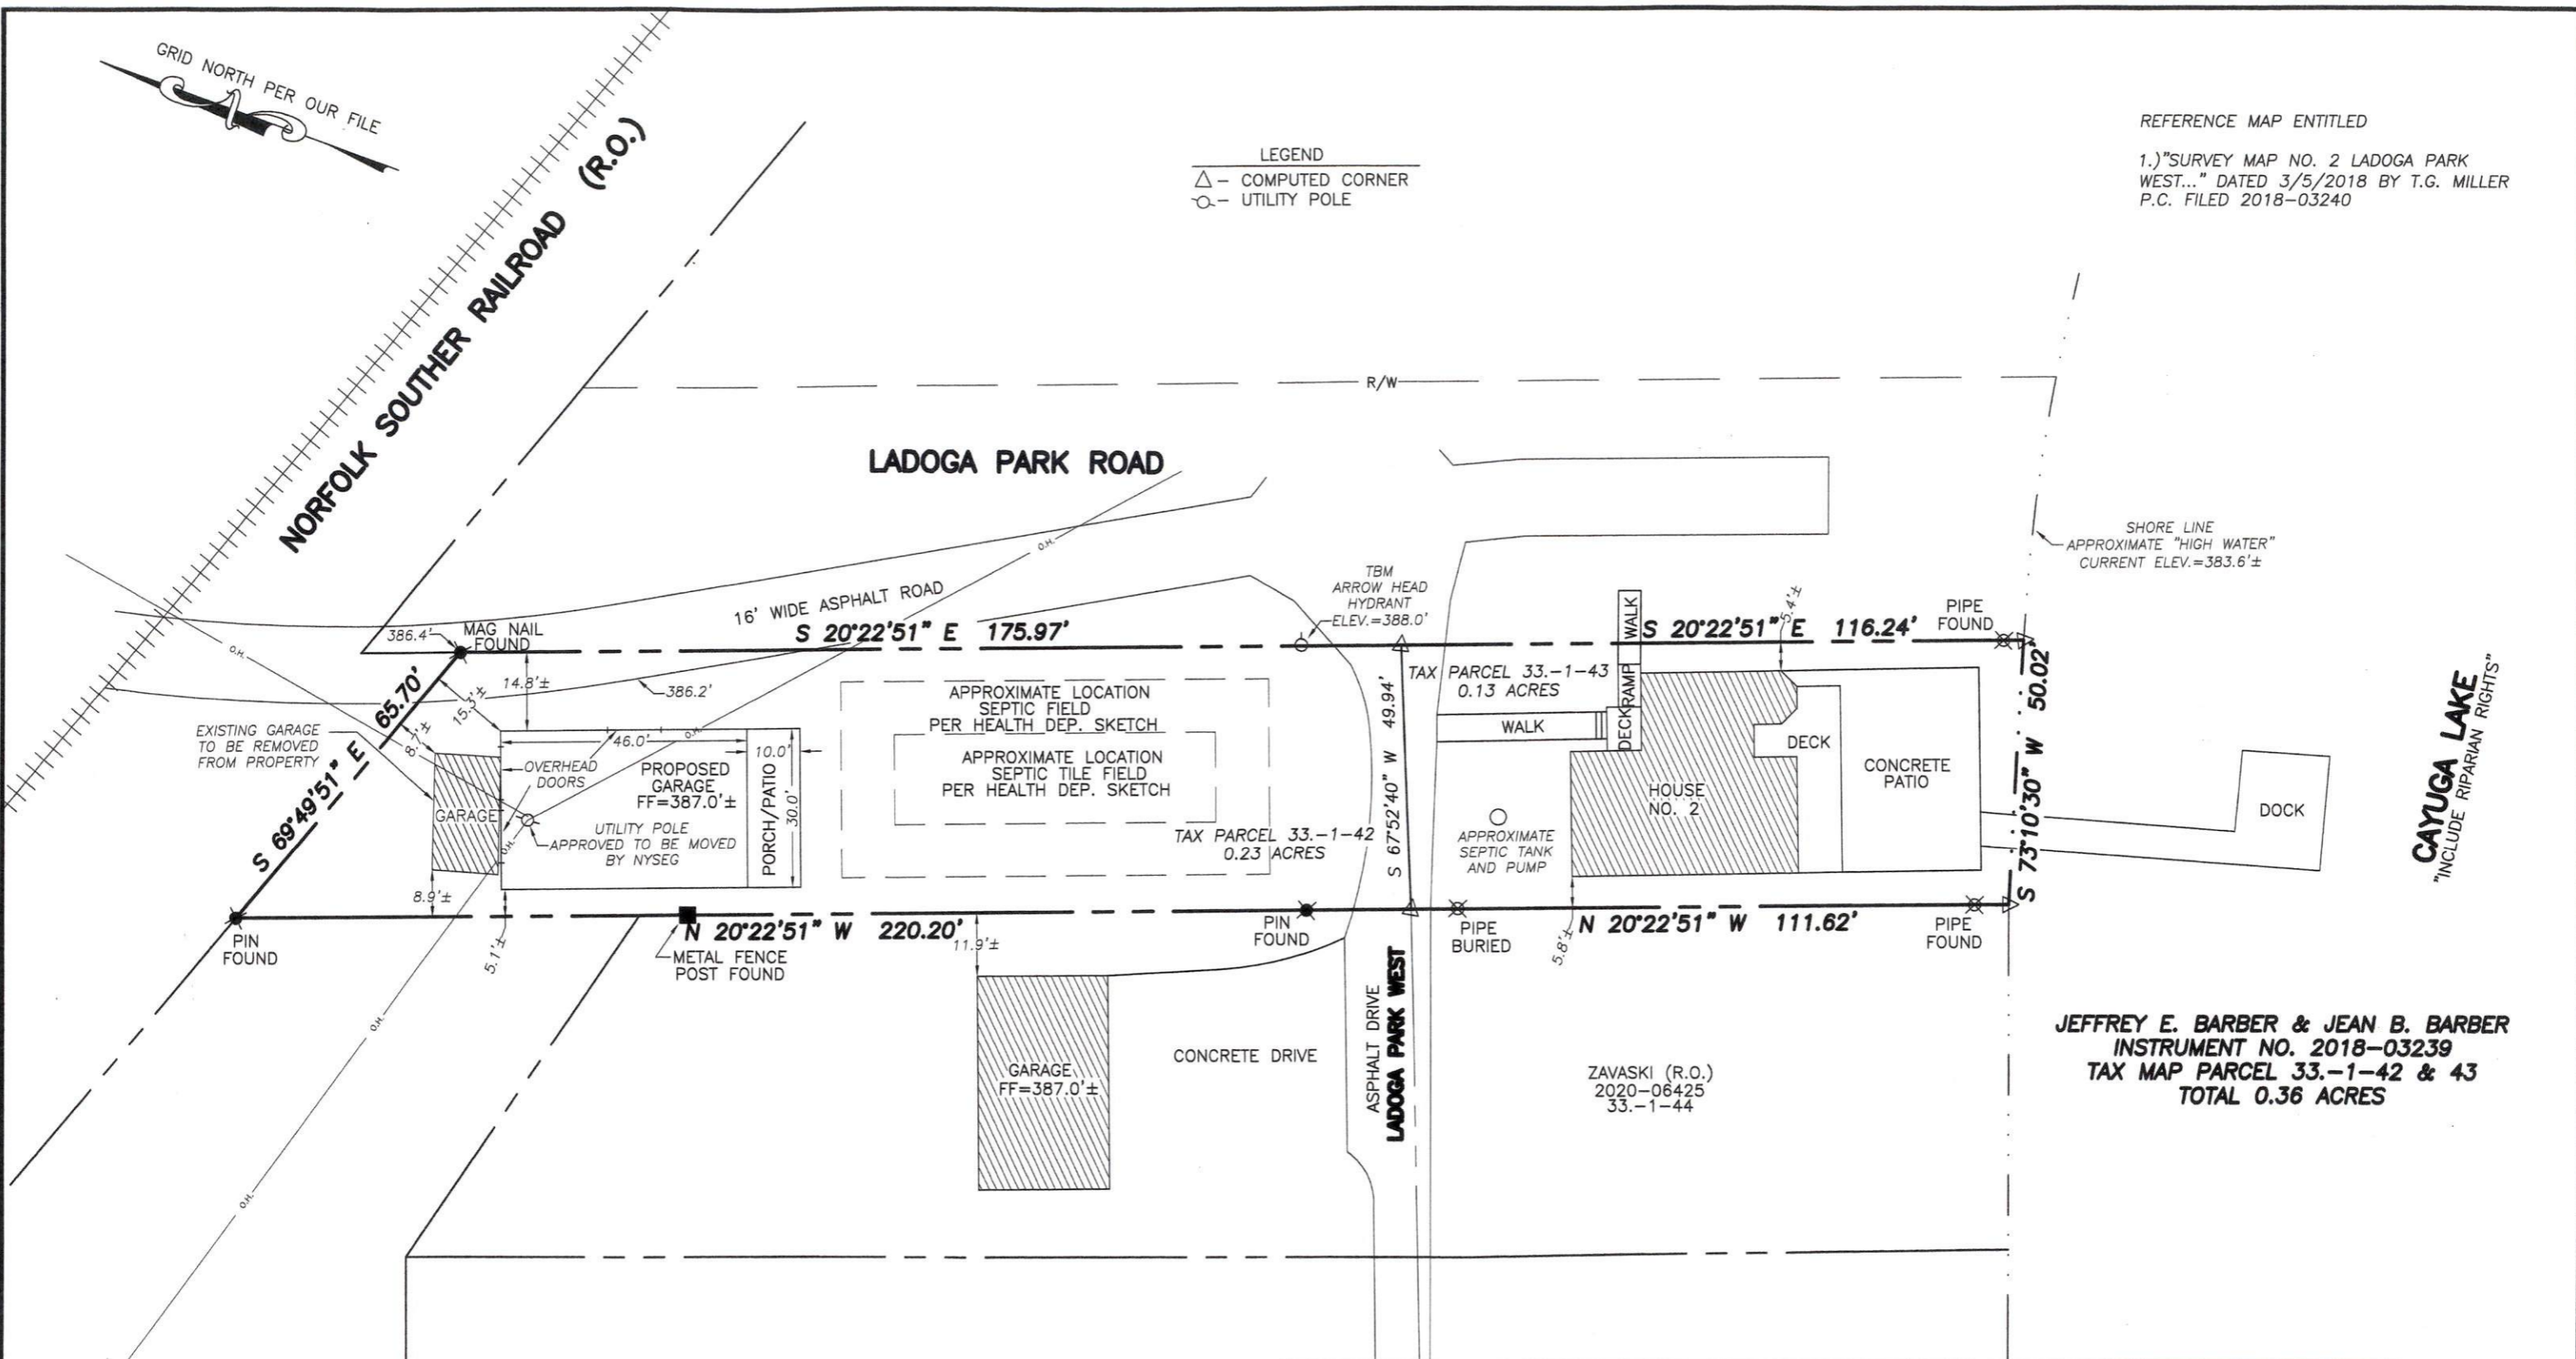 GRID NORTH PER OUR FILE
NORFOLK SOUTHER RAILROAD (R.O.)
LEGEND
△ – COMPUTED CORNER
– UTILITY POLE
REFERENCE MAP ENTITLED
1.)"SURVEY MAP NO. 2 LADOGA PARK
WEST..." DATED 3/5/2018 BY T.G. MILLER
P.C. FILED 2018–03240
R/W
LADOGA PARK ROAD
O.H.
SHORE LINE
APPROXIMATE "HIGH WATER"
CURRENT ELEV.=383.6'±
TBM
ARROW HEAD
HYDRANT
ELEV.=388.0'
16' WIDE ASPHALT ROAD
386.4'
MAG NAIL
FOUND
S 20°22'51" E 175.97'
WALK
S 20°22'51" E 116.24'
5.4'±
PIPE
FOUND
S 73°10'30" W 50.02'
O.H.
14.8'±
15.3'±
386.2'
8.7'±
S 69°49'51" E 65.70'
EXISTING GARAGE
TO BE REMOVED
FROM PROPERTY
APPROXIMATE LOCATION
SEPTIC FIELD
PER HEALTH DEP. SKETCH
APPROXIMATE LOCATION
SEPTIC TILE FIELD
PER HEALTH DEP. SKETCH
TAX PARCEL 33.–1–43
0.13 ACRES
S 67°52'40" W 49.94'
RAMP
WALK
DECK
DECK
CONCRETE
PATIO
HOUSE
NO. 2
46.0'
O.H.
10.0'
OVERHEAD
DOORS
PROPOSED
GARAGE
FF=387.0'±
PORCH/PATIO
30.0'
GARAGE
UTILITY POLE
APPROVED TO BE MOVED
BY NYSEG
O.H.
O.H.
TAX PARCEL 33.–1–42
0.23 ACRES
APPROXIMATE
SEPTIC TANK
AND PUMP
DOCK
CAYUGA LAKE
"INCLUDE RIPARIAN RIGHTS"
8.9'±
5.1'±
PIN
FOUND
METAL FENCE
POST FOUND
N 20°22'51" W 220.20'
11.9'±
PIN
FOUND
PIPE
BURIED
5.8'±
N 20°22'51" W 111.62'
PIPE
FOUND
O.H.
O.H.
GARAGE
FF=387.0'±
CONCRETE DRIVE
ASPHALT DRIVE
LADOGA PARK WEST
ZAVASKI (R.O.)
2020–06425
33.–1–44
JEFFREY E. BARBER & JEAN B. BARBER
INSTRUMENT NO. 2018–03239
TAX MAP PARCEL 33.–1–42 & 43
TOTAL 0.36 ACRES